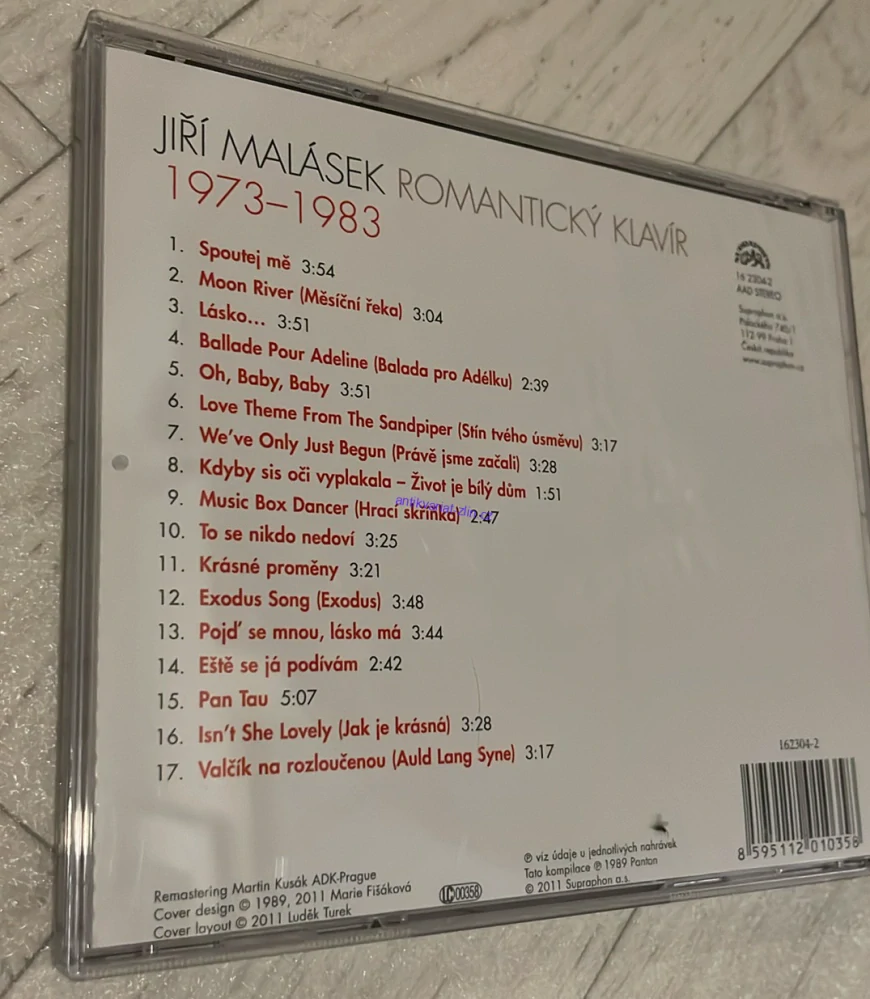 JIŘÍ MALÁSEK ROMANTICKÝ KLAVÍR
1973–1983
1. Spoutej mě 3:54
2. Moon River (Měsíční řeka) 3:04
3. Lásko... 3:51
4. Ballade Pour Adeline (Balada pro Adélku) 2:39
5. Oh, Baby, Baby 3:51
6. Love Theme From The Sandpiper (Stín tvého úsměvu) 3:17
7. We've Only Just Begun (Právě jsme začali) 3:28
8. Kdyby sis oči vyplakala – Život je bílý dům 1:51
9. Music Box Dancer (Hrací skříňka) 2:47
10. To se nikdo nedoví 3:25
11. Krásné proměny 3:21
12. Exodus Song (Exodus) 3:48
13. Pojď se mnou, lásko má 3:44
14. Eště se já podívám 2:42
15. Pan Tau 5:07
16. Isn't She Lovely (Jak je krásná) 3:28
17. Valčík na rozloučenou (Auld Lang Syne) 3:17
AAD STEREO
Supraphon a.s.
Palackého 740/1
112 99 Praha 1
Česká republika
www.supraphon.cz
162304-2
8 595112 010358
Remastering Martin Kusák ADK-Prague
Cover design © 1989, 2011 Marie Fišáková
Cover layout © 2011 Luděk Turek
LC 00358
℗ viz údaje u jednotlivých nahrávek
Tato kompilace ℗ 1989 Panton
© 2011 Supraphon a.s.